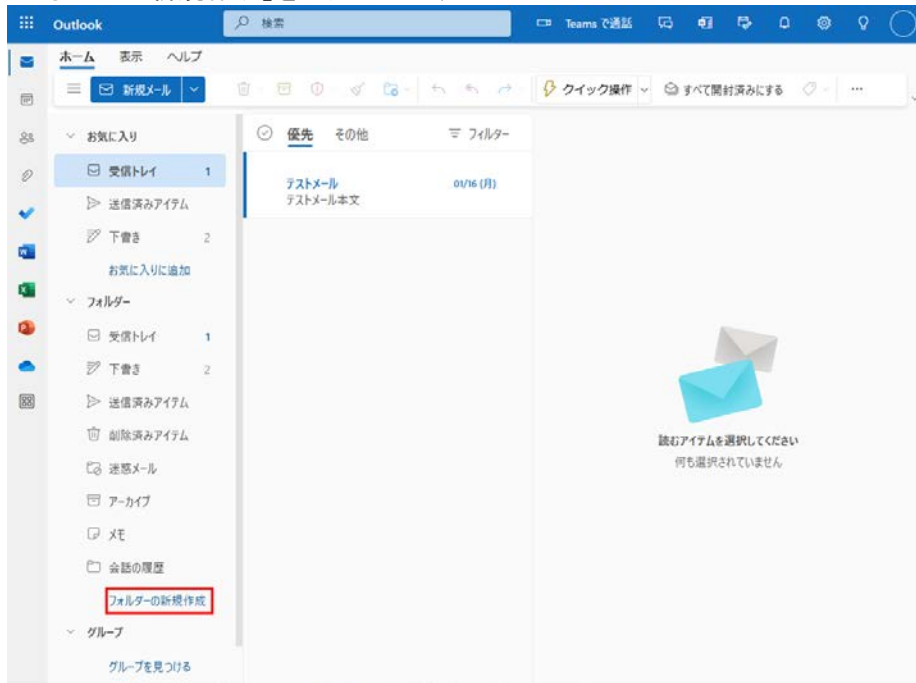 Outlook
検索
Teams で通話
ホーム 表示 ヘルプ
新規メール
クイック操作
すべて開封済みにする
お気に入り
受信トレイ 1
送信済みアイテム
下書き 2
お気に入りに追加
フォルダー
受信トレイ 1
下書き 2
送信済みアイテム
削除済みアイテム
迷惑メール
アーカイブ
メモ
会話の履歴
フォルダーの新規作成
グループ
グループを見つける
優先 その他 フィルター
テストメール 01/16 (月)
テストメール本文
読むアイテムを選択してください
何も選択されていません